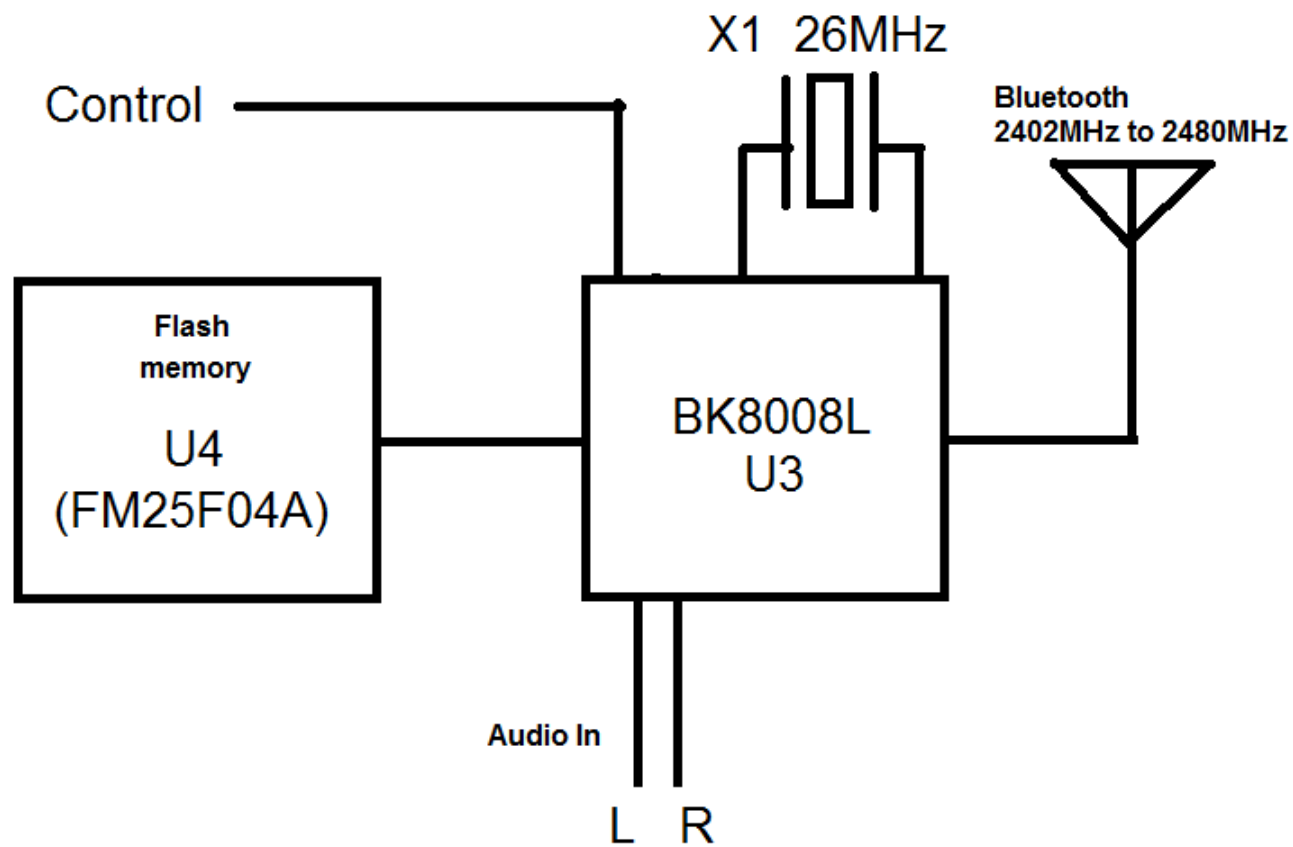 X1 26MHz
Control
Bluetooth
2402MHz to 2480MHz
Flash
memory
U4
(FM25F04A)
BK8008L
U3
Audio In
L R